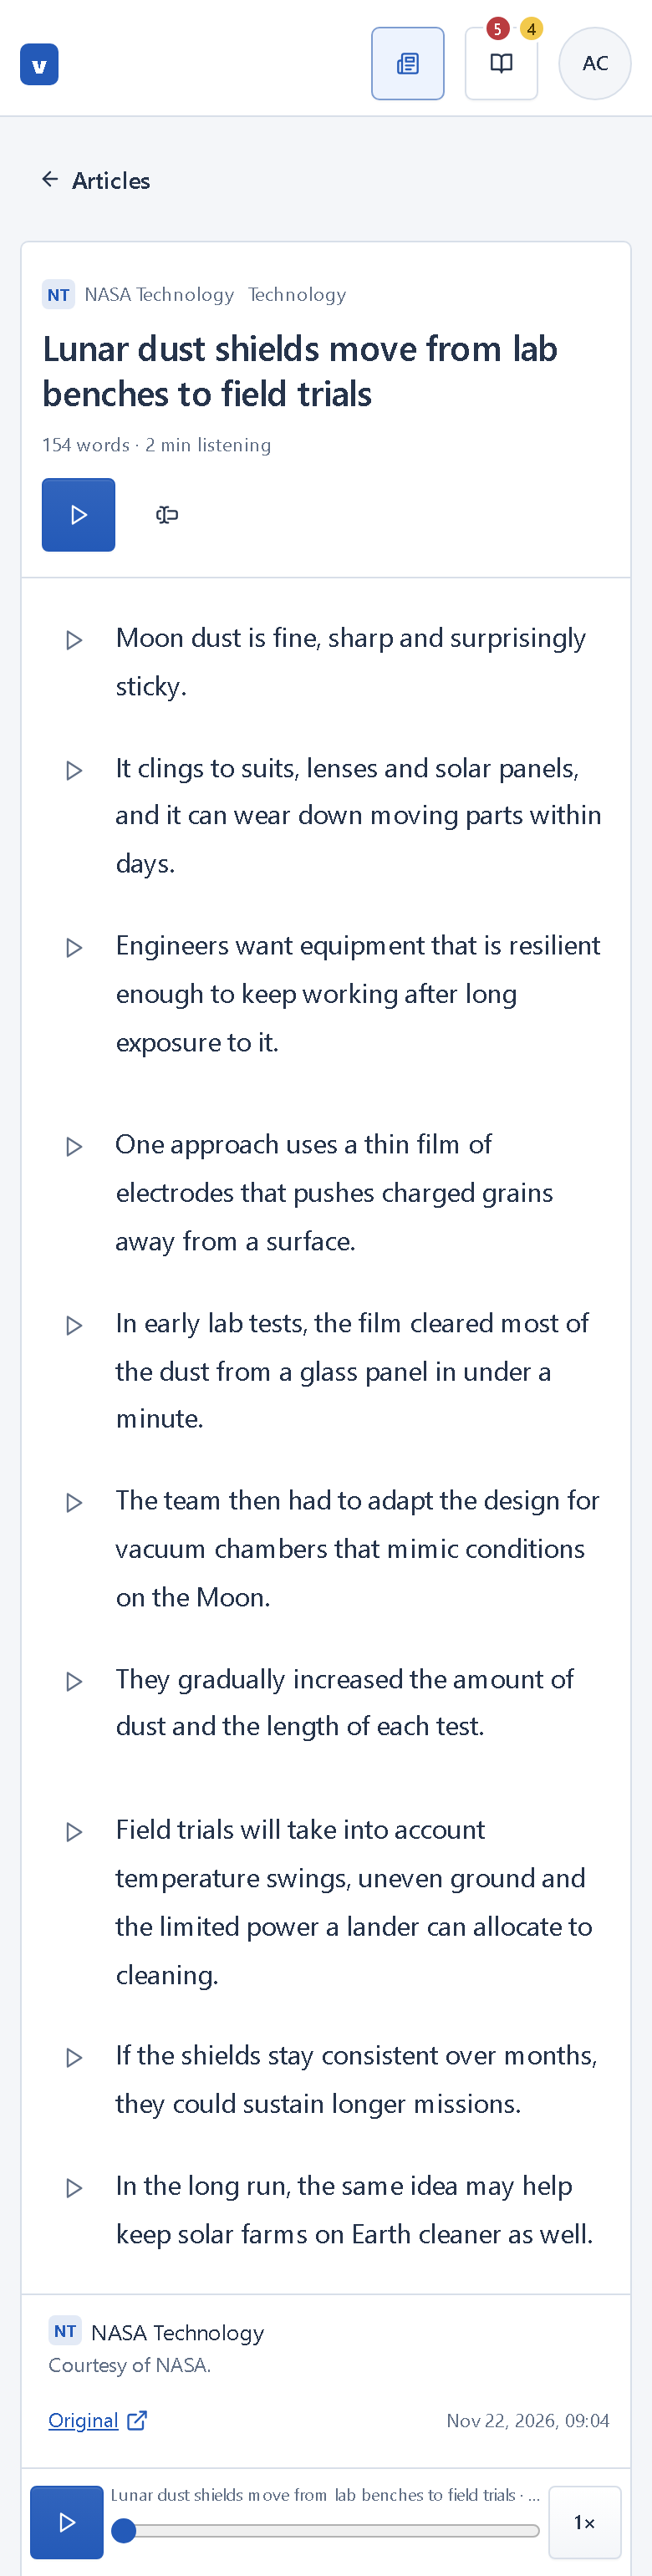 v
5
4
AC
Articles
NT NASA Technology Technology
Lunar dust shields move from lab
benches to field trials
154 words · 2 min listening
Moon dust is fine, sharp and surprisingly
sticky.
It clings to suits, lenses and solar panels,
and it can wear down moving parts within
days.
Engineers want equipment that is resilient
enough to keep working after long
exposure to it.
One approach uses a thin film of
electrodes that pushes charged grains
away from a surface.
In early lab tests, the film cleared most of
the dust from a glass panel in under a
minute.
The team then had to adapt the design for
vacuum chambers that mimic conditions
on the Moon.
They gradually increased the amount of
dust and the length of each test.
Field trials will take into account
temperature swings, uneven ground and
the limited power a lander can allocate to
cleaning.
If the shields stay consistent over months,
they could sustain longer missions.
In the long run, the same idea may help
keep solar farms on Earth cleaner as well.
NT NASA Technology
Courtesy of NASA.
Original
Nov 22, 2026, 09:04
Lunar dust shields move from lab benches to field trials · ...
1×